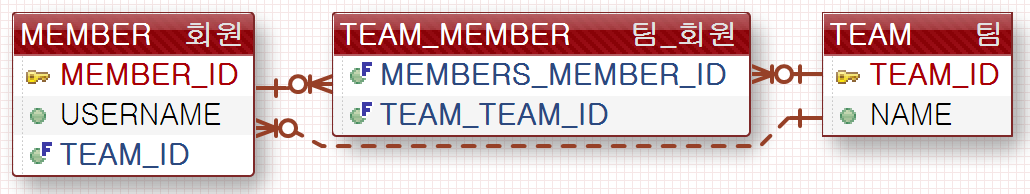 MEMBER 회원
MEMBER_ID
USERNAME
TEAM_ID
TEAM_MEMBER 팀_회원
MEMBERS_MEMBER_ID
TEAM_TEAM_ID
TEAM 팀
TEAM_ID
NAME